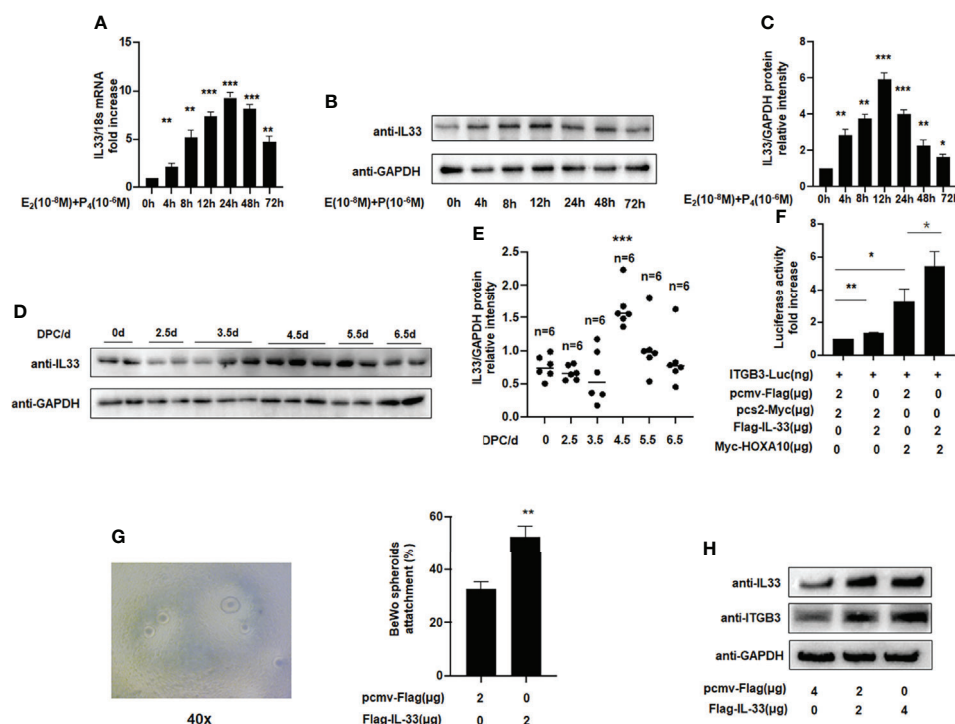 A
IL33/18s mRNA
fold increase
15
10
5
0
** ** *** *** *** **
0h 4h 8h 12h 24h 48h 72h
E2(10-8M)+P4(10-6M)
B
anti-IL33
anti-GAPDH
E(10-8M)+P(10-6M) 0h 4h 8h 12h 24h 48h 72h
C
IL33/GAPDH protein
relative intensity
8
6
4
2
0
** ** *** *** ** *
0h 4h 8h 12h 24h 48h 72h
E2(10-8M)+P4(10-6M)
D
DPC/d 0d 2.5d 3.5d 4.5d 5.5d 6.5d
anti-IL33
anti-GAPDH
E
IL33/GAPDH protein
relative intensity
2.5
2.0
1.5
1.0
0.5
0.0
***
n=6 n=6 n=6 n=6 n=6 n=6
DPC/d 0 2.5 3.5 4.5 5.5 6.5
F
Luciferase activity
fold increase
8
6
4
2
0
** * *
ITGB3-Luc(ng) + + + +
pcmv-Flag(μg) 2 0 2 0
pcs2-Myc(μg) 2 2 0 0
Flag-IL-33(μg) 0 2 0 2
Myc-HOXA10(μg) 0 0 2 2
G
40x
BeWo spheroids
attatchment (%)
60
40
20
0
**
pcmv-Flag(μg) 2 0
Flag-IL-33(μg) 0 2
H
anti-IL33
anti-ITGB3
anti-GAPDH
pcmv-Flag(μg) 4 2 0
Flag-IL-33(μg) 0 2 4